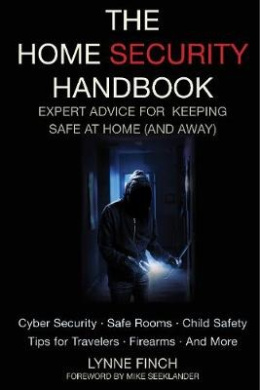 THE
HOME SECURITY
HANDBOOK
EXPERT ADVICE FOR KEEPING
SAFE AT HOME (AND AWAY)
Cyber Security · Safe Rooms · Child Safety
Tips for Travelers · Firearms · And More
LYNNE FINCH
FOREWORD BY MIKE SEEKLANDER